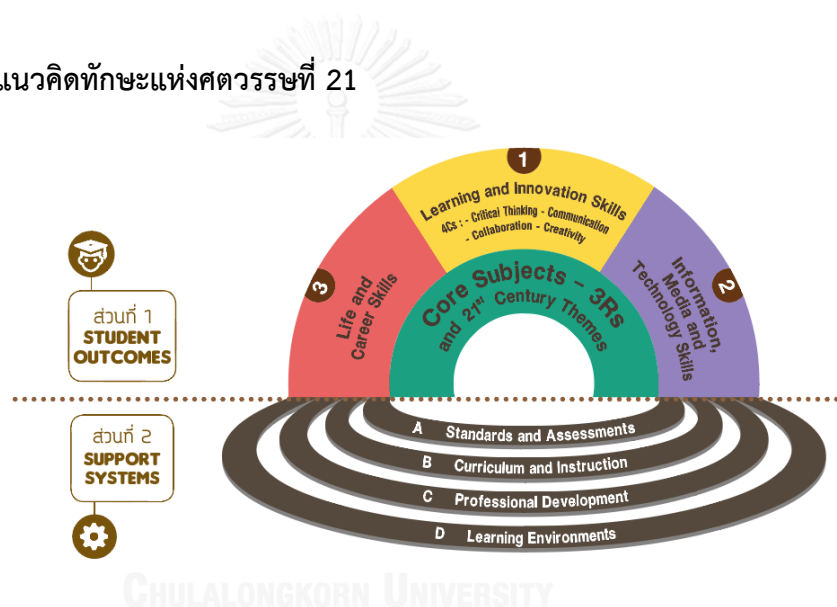 แนวคิดทักษะแห่งศตวรรษที่ 21
1
Learning and Innovation Skills
4Cs : - Critical Thinking - Communication
- Collaboration - Creativity
2
Information,
Media and
Technology Skills
3
Life and
Career Skills
Core Subjects – 3Rs
and 21st Century Themes
ส่วนที่ 1
STUDENT
OUTCOMES
ส่วนที่ 2
SUPPORT
SYSTEMS
A Standards and Assessments
B Curriculum and Instruction
C Professional Development
D Learning Environments
CHULALONGKORN UNIVERSITY